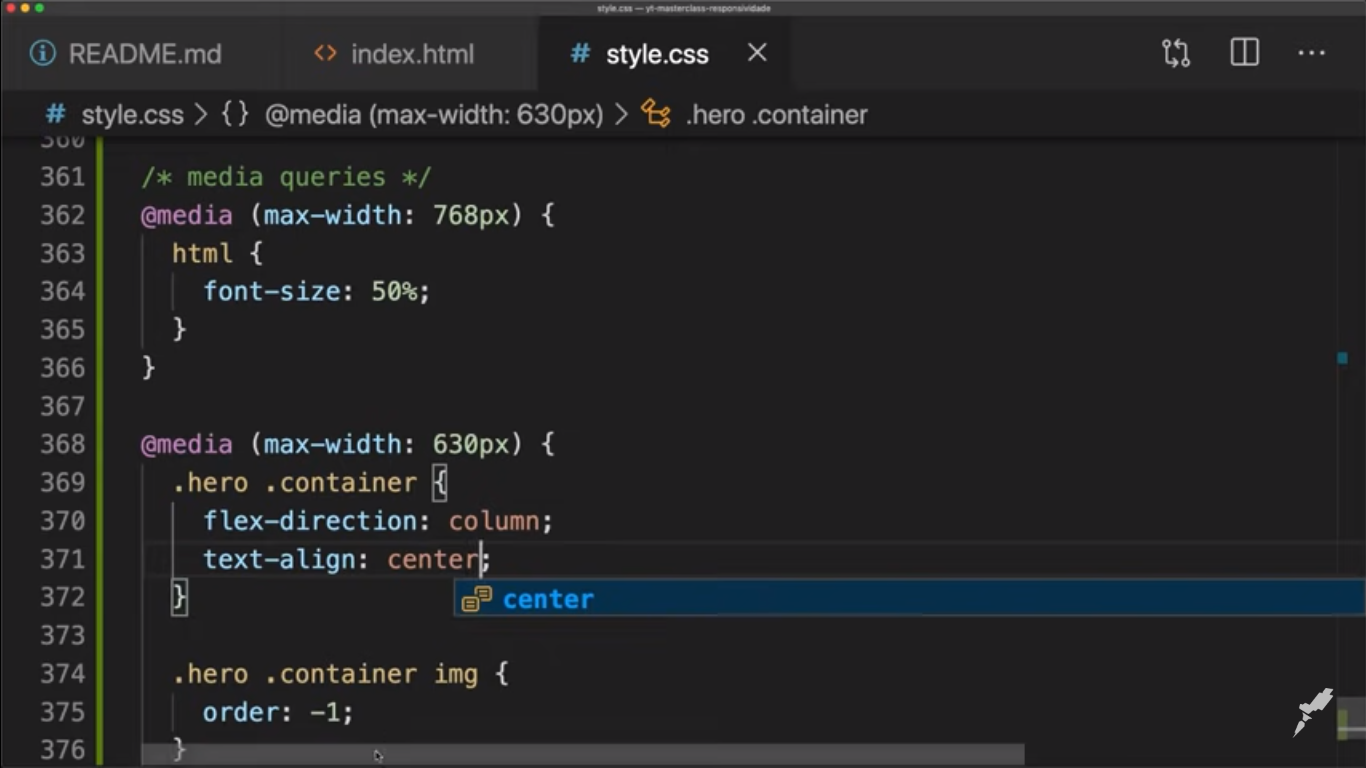 style.css — yt-masterclass-responsividade
README.md index.html style.css
style.css > {} @media (max-width: 630px) > .hero .container
360
361 /* media queries */
362 @media (max-width: 768px) {
363 html {
364 font-size: 50%;
365 }
366 }
367
368 @media (max-width: 630px) {
369 .hero .container {
370 flex-direction: column;
371 text-align: center;
372 }
center
373
374 .hero .container img {
375 order: -1;
376 }